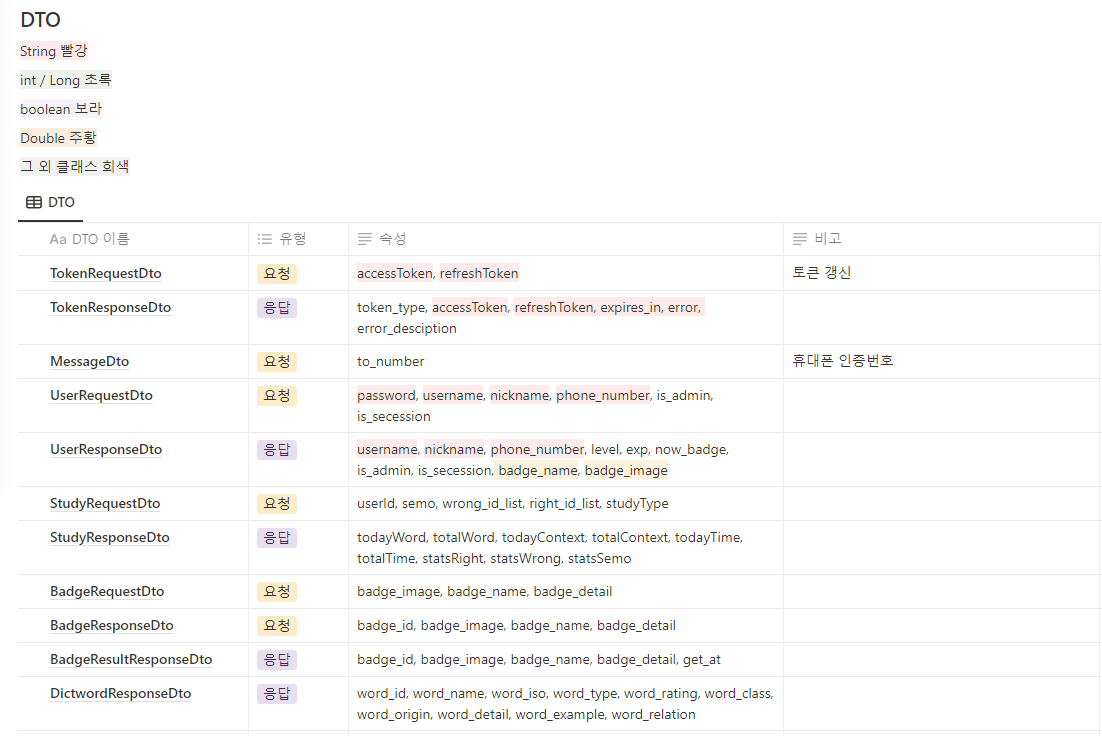 DTO
String 빨강
int / Long 초록
boolean 보라
Double 주황
그 외 클래스 회색
DTO
Aa DTO 이름 유형 속성 비고
TokenRequestDto 요청 accessToken, refreshToken 토큰 갱신
TokenResponseDto 응답 token_type, accessToken, refreshToken, expires_in, error,
error_desciption
MessageDto 요청 to_number 휴대폰 인증번호
UserRequestDto 요청 password, username, nickname, phone_number, is_admin,
is_secession
UserResponseDto 응답 username, nickname, phone_number, level, exp, now_badge,
is_admin, is_secession, badge_name, badge_image
StudyRequestDto 요청 userId, semo, wrong_id_list, right_id_list, studyType
StudyResponseDto 응답 todayWord, totalWord, todayContext, totalContext, todayTime,
totalTime, statsRight, statsWrong, statsSemo
BadgeRequestDto 요청 badge_image, badge_name, badge_detail
BadgeResponseDto 요청 badge_id, badge_image, badge_name, badge_detail
BadgeResultResponseDto 응답 badge_id, badge_image, badge_name, badge_detail, get_at
DictwordResponseDto 응답 word_id, word_name, word_iso, word_type, word_rating, word_class,
word_origin, word_detail, word_example, word_relation